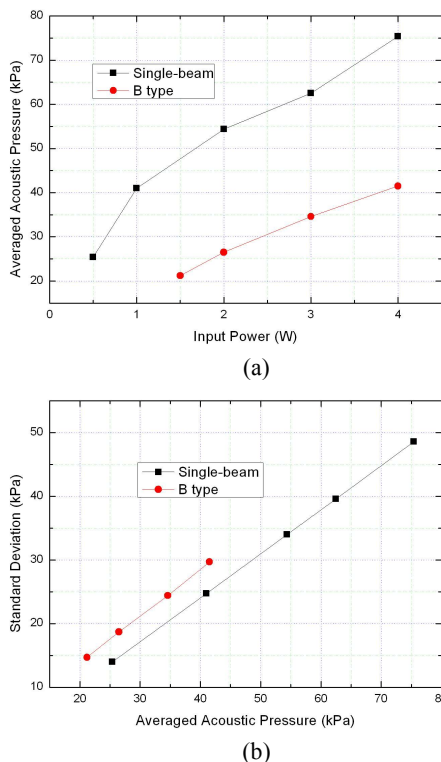 80
70
60
50
40
30
20
0
1
2
3
4
Averaged Acoustic Pressure (kPa)
Single-beam
B type
Input Power (W)
(a)
50
40
30
20
10
20
30
40
50
60
70
Standard Deviation (kPa)
Single-beam
B type
Averaged Acoustic Pressure (kPa)
(b)